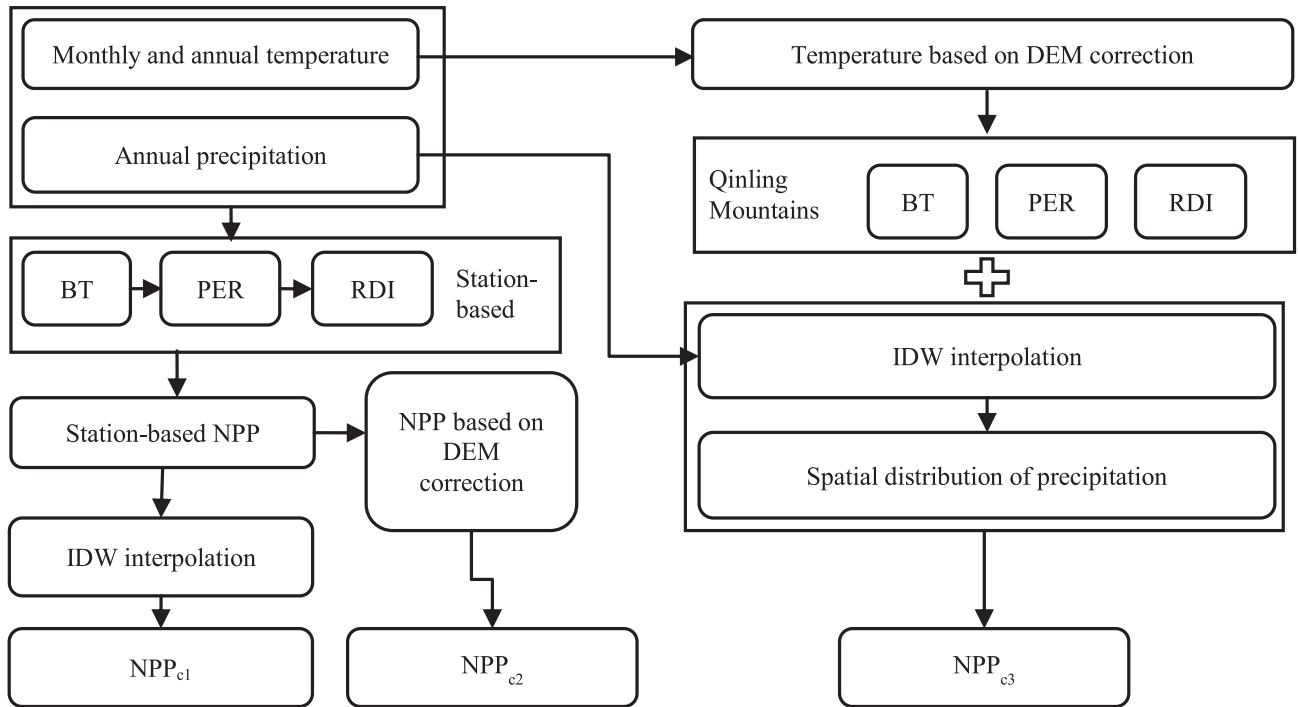 Monthly and annual temperature
Annual precipitation
Temperature based on DEM correction
Qinling
Mountains
BT
PER
RDI
BT
PER
RDI
Station-
based
IDW interpolation
Spatial distribution of precipitation
Station-based NPP
NPP based on
DEM
correction
IDW interpolation
NPPc1
NPPc2
NPPc3